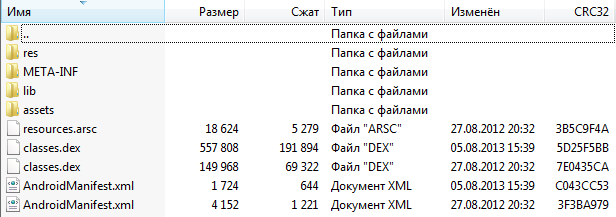 Имя Размер Сжат Тип Изменён CRC32
.. Папка с файлами
res Папка с файлами
META-INF Папка с файлами
lib Папка с файлами
assets Папка с файлами
resources.arsc 18 624 5 279 Файл "ARSC" 27.08.2012 20:32 3B5C9F4A
classes.dex 557 808 191 894 Файл "DEX" 05.08.2013 15:39 5D25F5BB
classes.dex 149 968 69 322 Файл "DEX" 27.08.2012 20:32 7E0435CA
AndroidManifest.xml 1 724 644 Документ XML 05.08.2013 15:39 C043CC53
AndroidManifest.xml 4 152 1 221 Документ XML 27.08.2012 20:32 3F3BA979